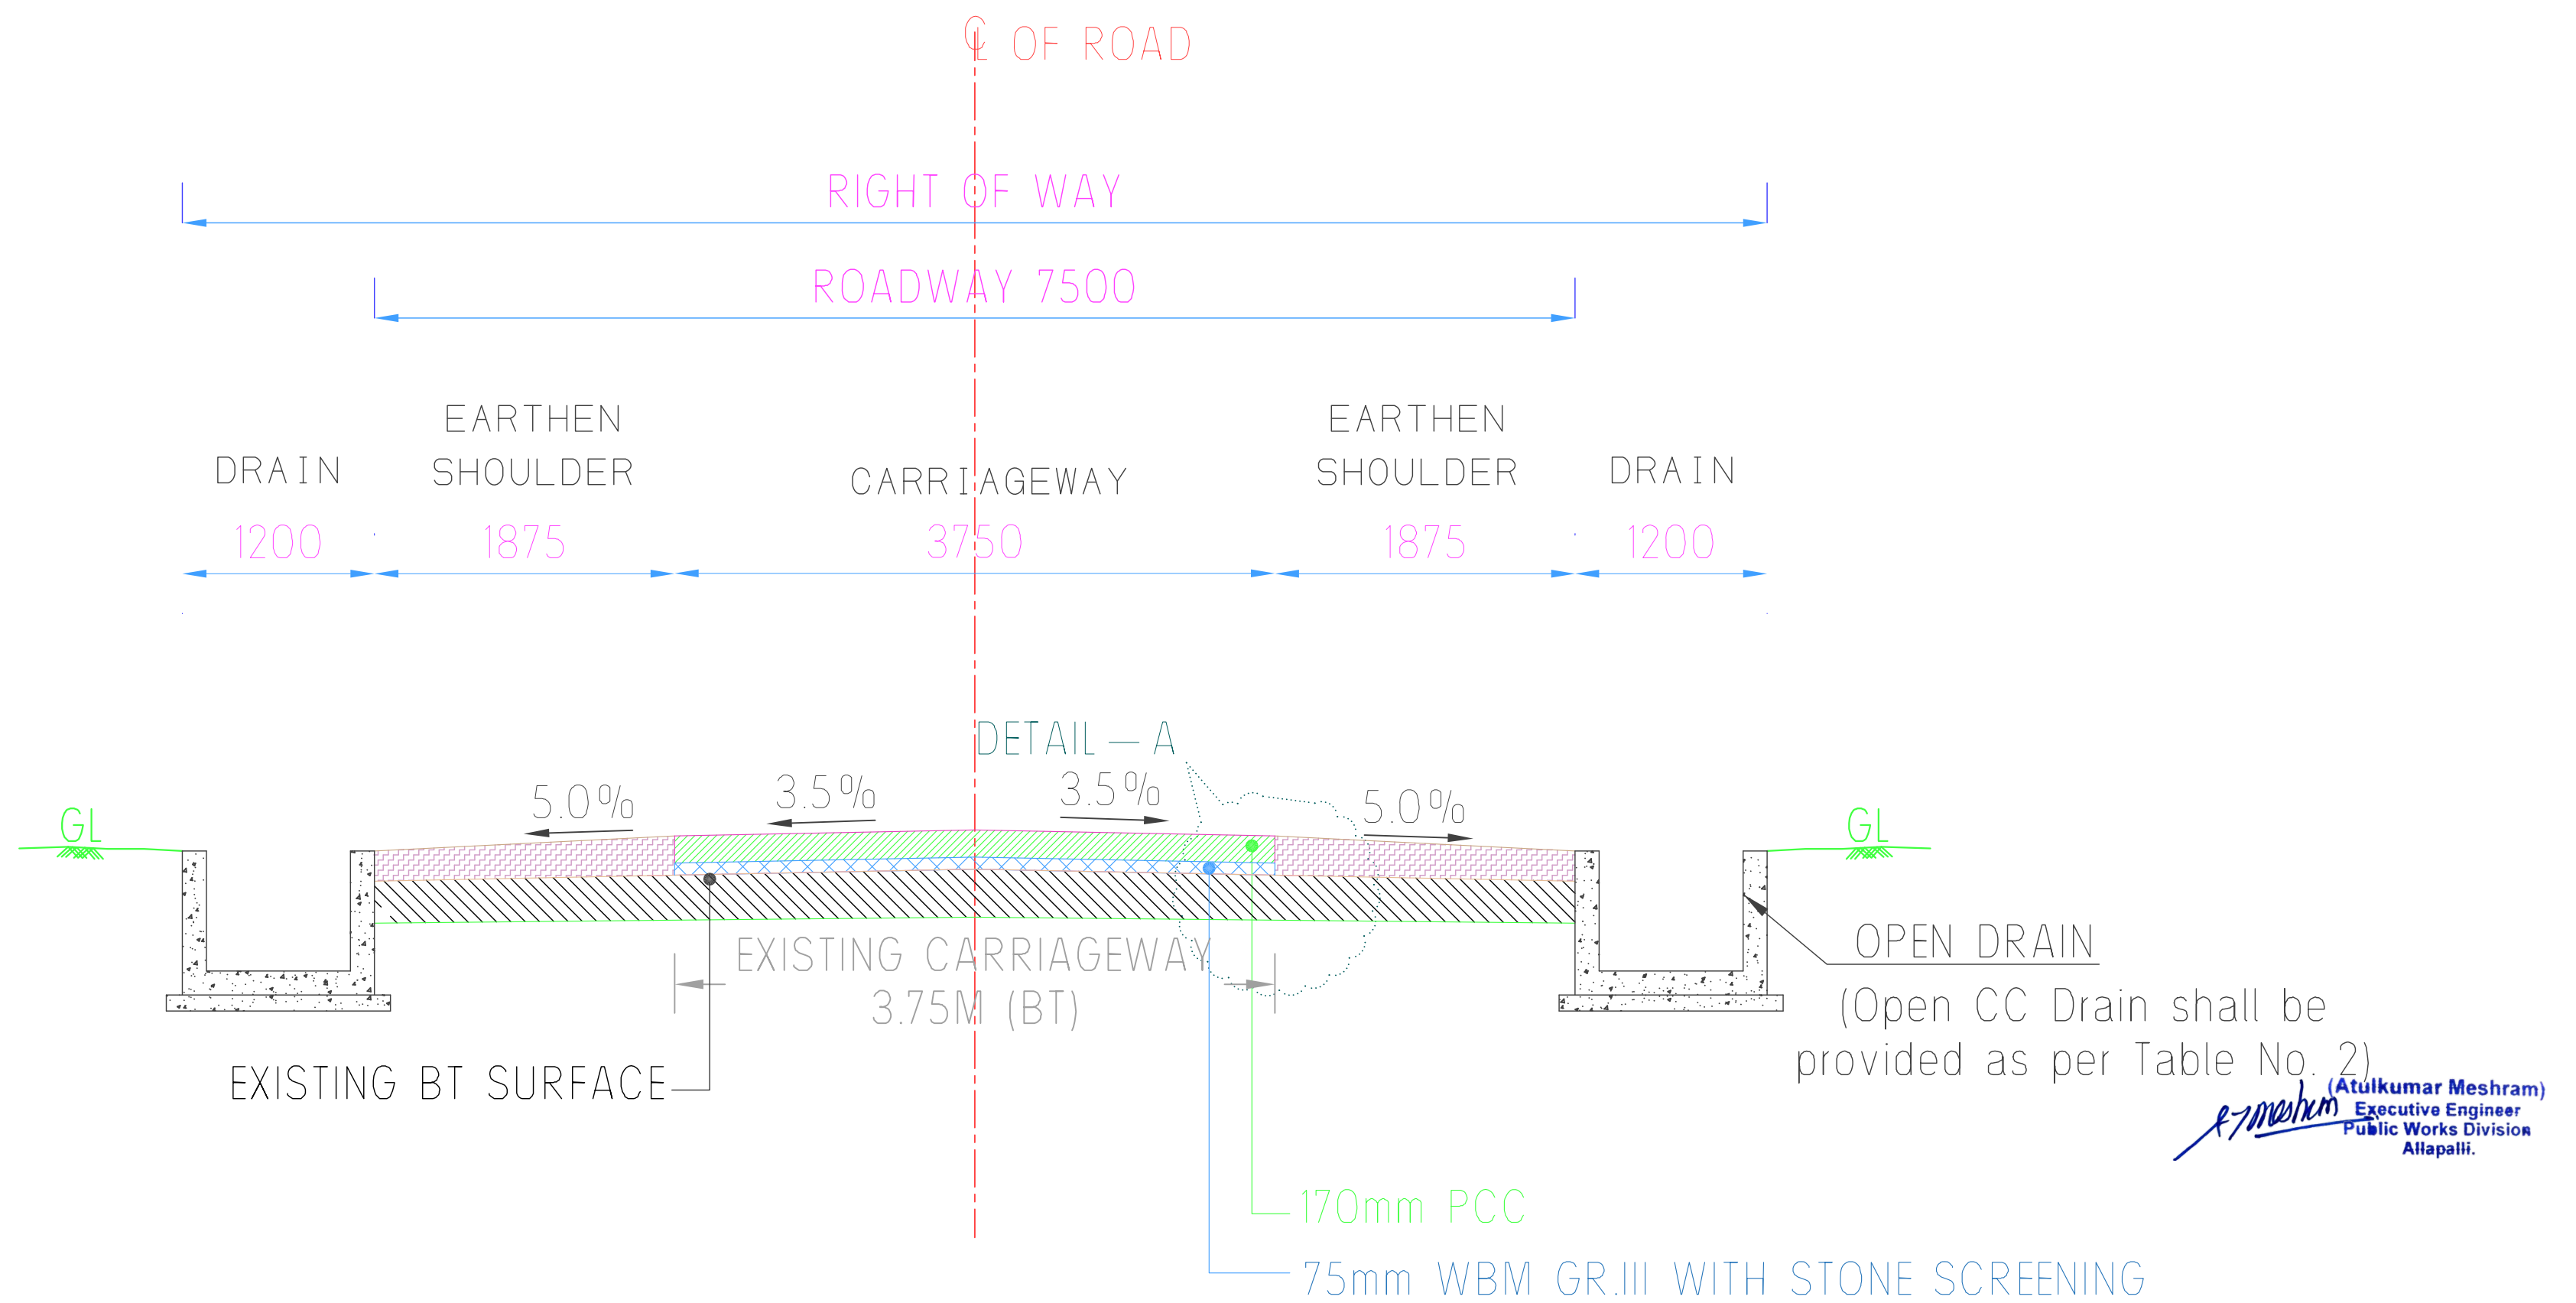 ℄ OF ROAD
RIGHT OF WAY
ROADWAY 7500
EARTHEN
SHOULDER
EARTHEN
SHOULDER
DRAIN
CARRIAGEWAY
DRAIN
1200
1875
3750
1875
1200
DETAIL — A
5.0%
3.5%
3.5%
5.0%
GL
GL
EXISTING CARRIAGEWAY
3.75M (BT)
OPEN DRAIN
(Open CC Drain shall be
provided as per Table No. 2)
EXISTING BT SURFACE
(Atulkumar Meshram)
Executive Engineer
Public Works Division
Allapalli.
170mm PCC
75mm WBM GR.III WITH STONE SCREENING